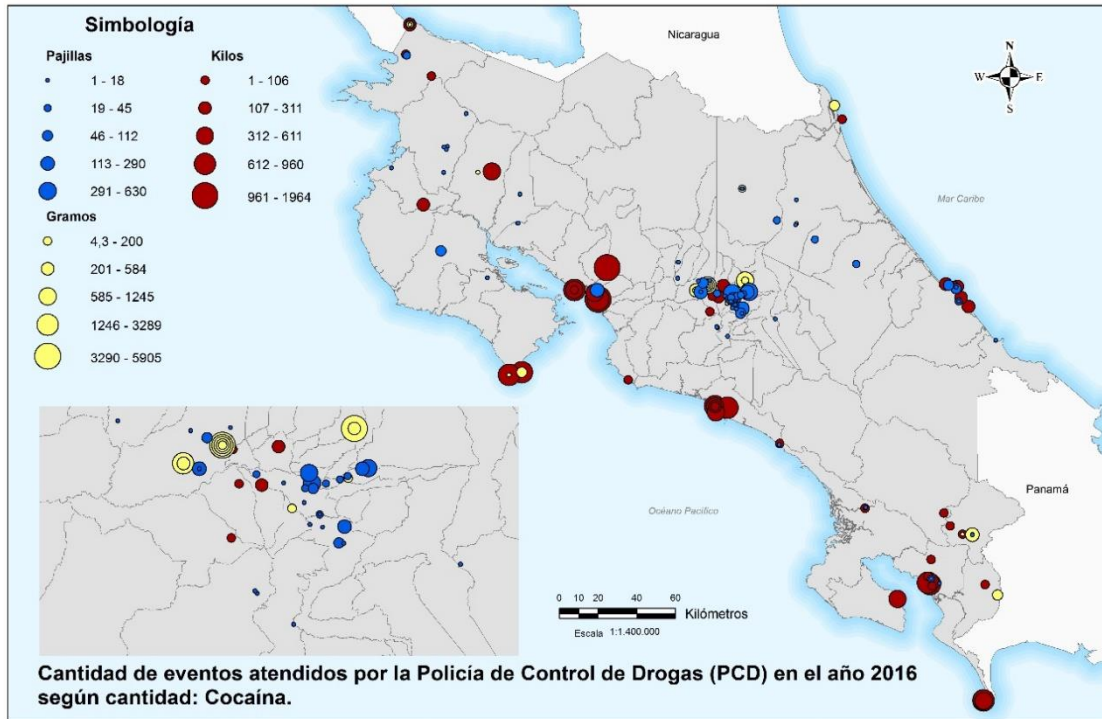 Simbología
Pajillas
1 - 18
19 - 45
46 - 112
113 - 290
291 - 630
Kilos
1 - 106
107 - 311
312 - 611
612 - 960
961 - 1964
Gramos
4,3 - 200
201 - 584
585 - 1245
1246 - 3289
3290 - 5905
Nicaragua
N
W E
S
Mar Caribe
Océano Pacífico
Panamá
0 10 20 40 60
Kilómetros
Escala 1:1.400.000
Cantidad de eventos atendidos por la Policía de Control de Drogas (PCD) en el año 2016
según cantidad: Cocaína.